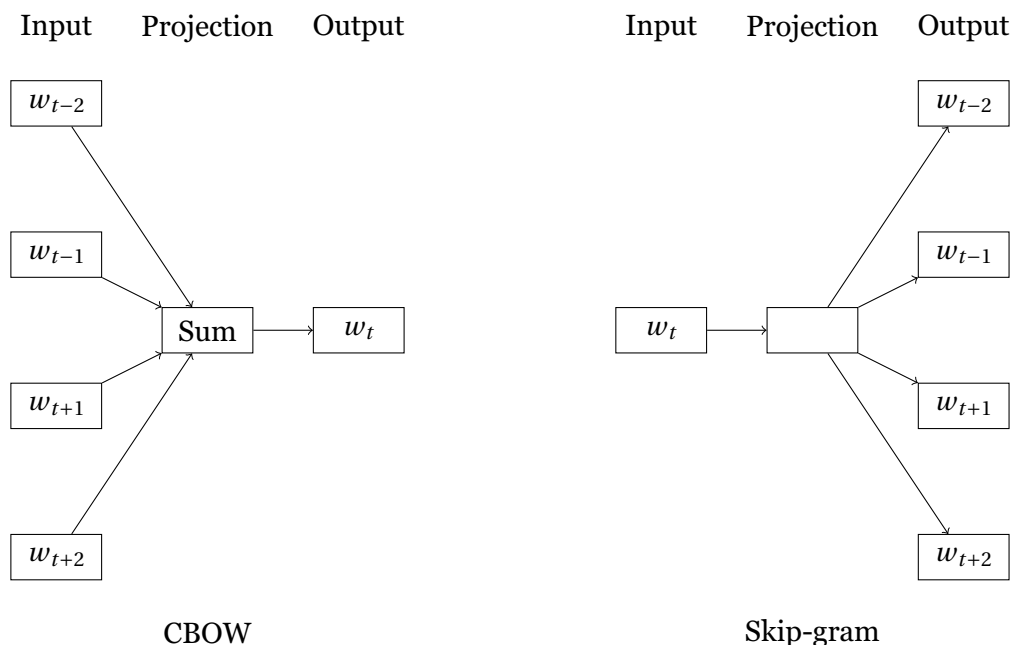 Input Projection Output Input Projection Output
w_{t−2} w_{t−2}
w_{t−1} w_{t−1}
Sum w_t w_t
w_{t+1} w_{t+1}
w_{t+2} w_{t+2}
CBOW Skip-gram